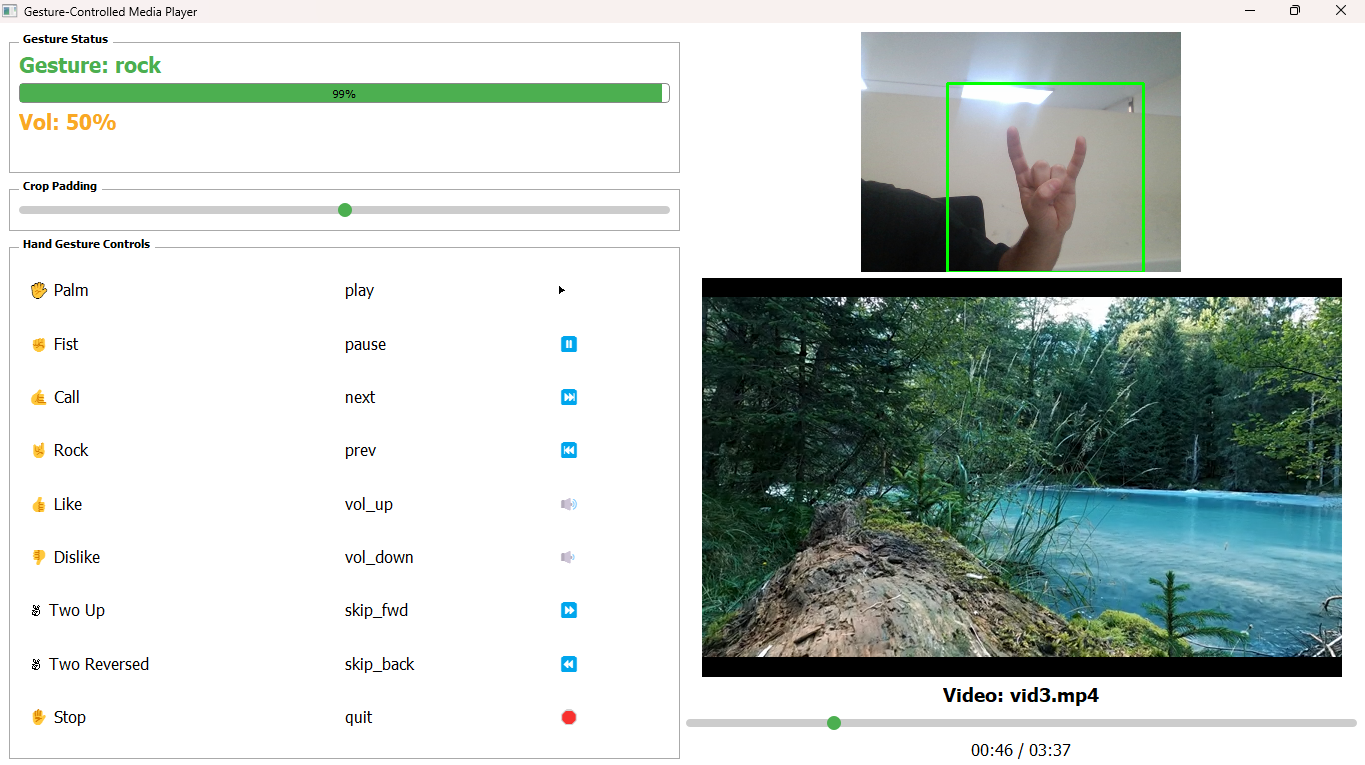 Gesture-Controlled Media Player
Gesture Status
Gesture: rock
99%
Vol: 50%
Crop Padding
Hand Gesture Controls
Palm play
Fist pause
Call next
Rock prev
Like vol_up
Dislike vol_down
Two Up skip_fwd
Two Reversed skip_back
Stop quit
Video: vid3.mp4
00:46 / 03:37